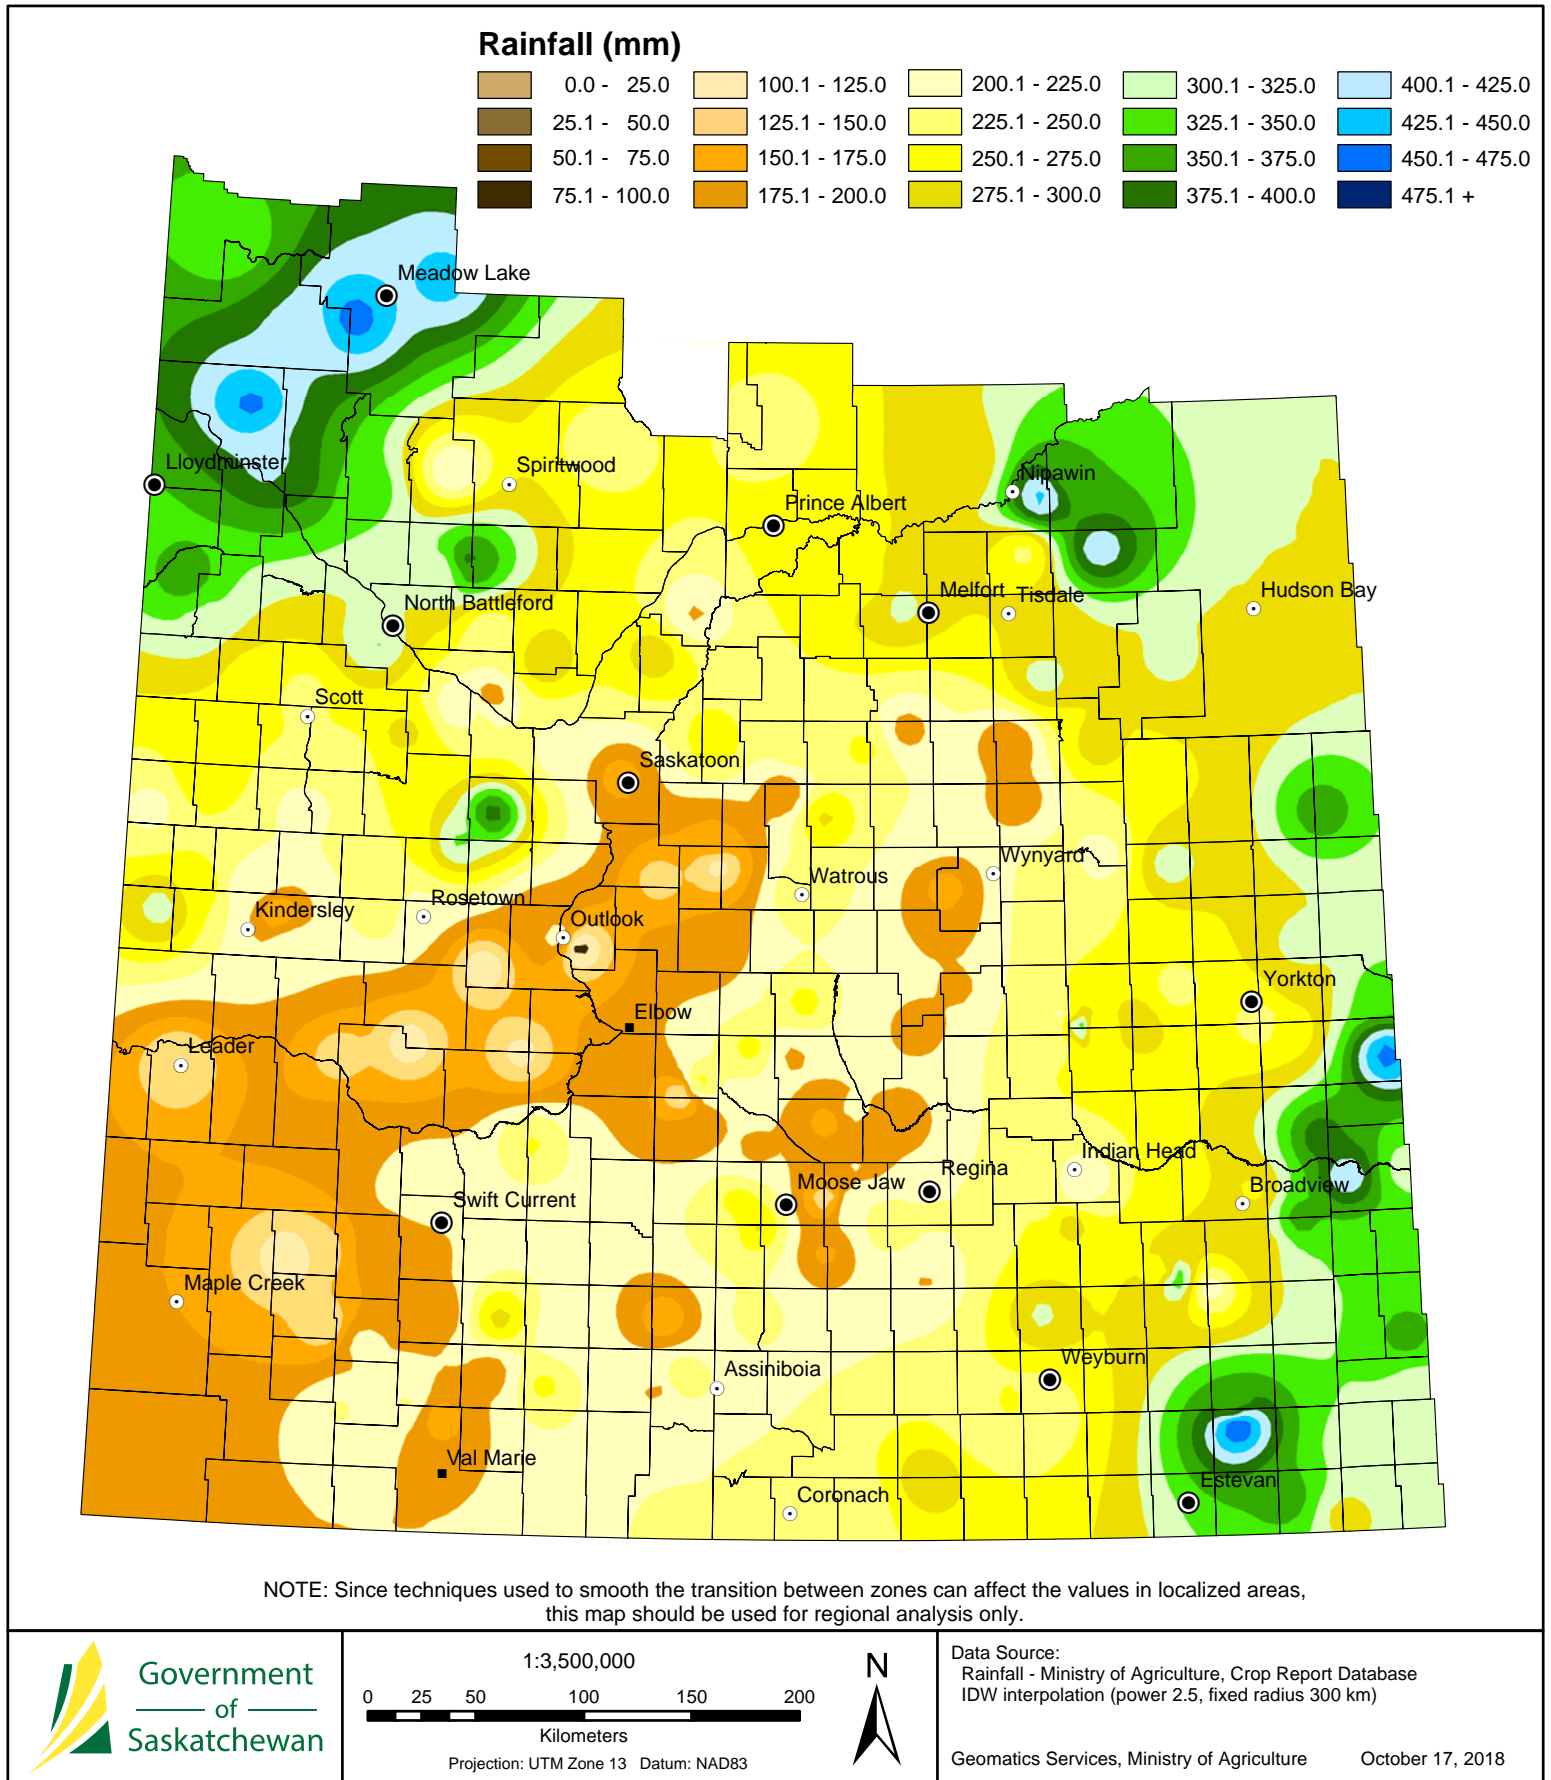 Rainfall (mm)
0.0 - 25.0
25.1 - 50.0
50.1 - 75.0
75.1 - 100.0
100.1 - 125.0
125.1 - 150.0
150.1 - 175.0
175.1 - 200.0
200.1 - 225.0
225.1 - 250.0
250.1 - 275.0
275.1 - 300.0
300.1 - 325.0
325.1 - 350.0
350.1 - 375.0
375.1 - 400.0
400.1 - 425.0
425.1 - 450.0
450.1 - 475.0
475.1 +
Meadow Lake
Lloydminster
Spiritwood
Nipawin
Prince Albert
Hudson Bay
North Battleford
Melfort
Tisdale
Scott
Saskatoon
Wynyard
Watrous
Rosetown
Kindersley
Outlook
Yorkton
Elbow
Leader
Indian Head
Regina
Moose Jaw
Broadview
Swift Current
Maple Creek
Weyburn
Assiniboia
Val Marie
Estevan
Coronach
NOTE: Since techniques used to smooth the transition between zones can affect the values in localized areas,
this map should be used for regional analysis only.
Government
of
Saskatchewan
1:3,500,000
0 25 50 100 150 200
Kilometers
Projection: UTM Zone 13 Datum: NAD83
N
Data Source:
Rainfall - Ministry of Agriculture, Crop Report Database
IDW interpolation (power 2.5, fixed radius 300 km)
Geomatics Services, Ministry of Agriculture October 17, 2018